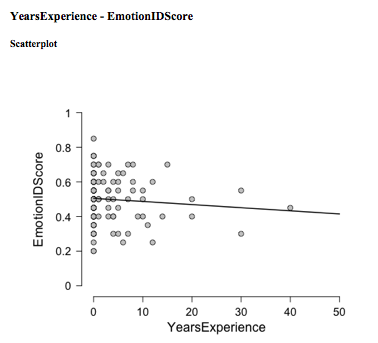 YearsExperience - EmotionIDScore
Scatterplot
1
0.8
0.6
0.4
0.2
0
EmotionIDScore
0 10 20 30 40 50
YearsExperience